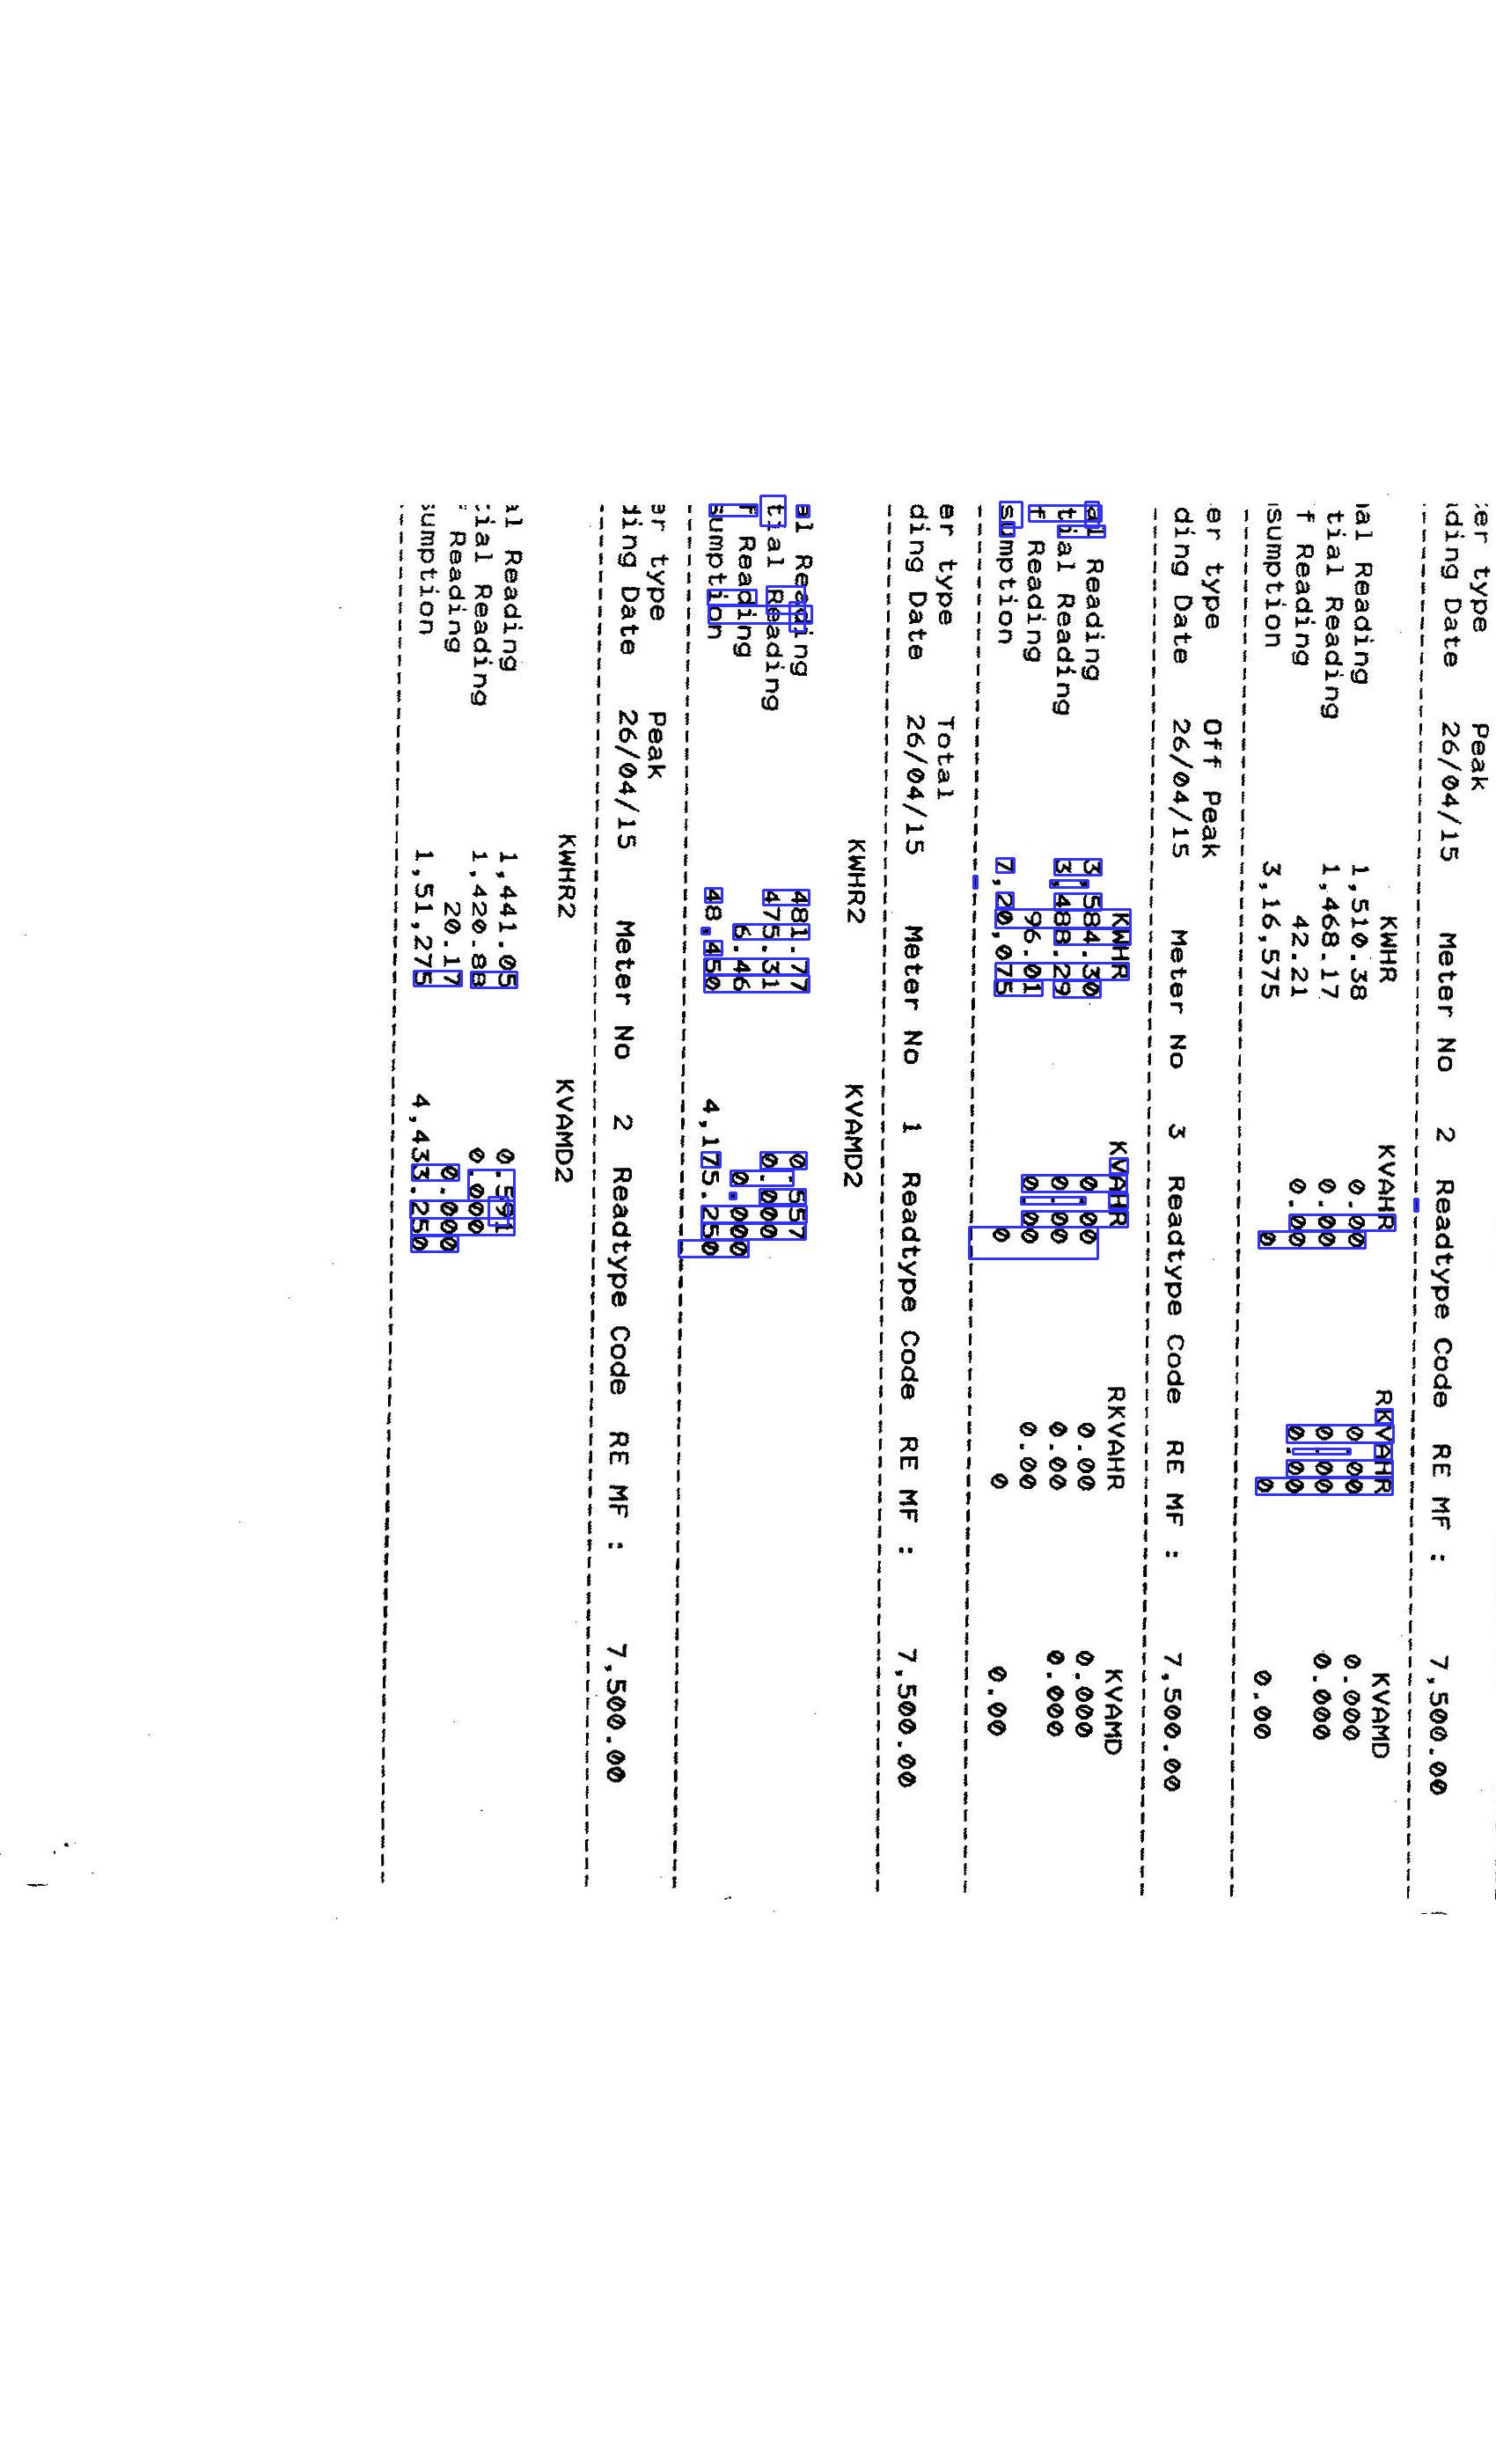 er type Peak
ding Date 26/04/15 Meter No 2 Readtype Code RE MF : 7,500.00
--------------------------------------------------------------------------------
KWHR KVAHR RKVAHR KVAMD
al Reading 1,510.38 0.00 0.00 0.000
tial Reading 1,468.17 0.00 0.00 0.000
f Reading 42.21 0.00 0.00
sumption 3,16,575 0 0 0.00
--------------------------------------------------------------------------------
er type Off Peak
ding Date 26/04/15 Meter No 3 Readtype Code RE MF : 7,500.00
--------------------------------------------------------------------------------
KWHR KVAHR RKVAHR KVAMD
al Reading 3,584.30 0.00 0.00 0.000
tial Reading 3,488.29 0.00 0.00 0.000
f Reading 96.01 0.00 0.00
sumption 7,20,075 0 0 0.00
--------------------------------------------------------------------------------
er type Total
ding Date 26/04/15 Meter No 1 Readtype Code RE MF : 7,500.00
--------------------------------------------------------------------------------
KWHR2 KVAMD2
al Reading 481.77 0.557
tial Reading 475.31 0.000
f Reading 6.46 0.000
sumption 48,450 4,175.250
--------------------------------------------------------------------------------
er type Peak
ding Date 26/04/15 Meter No 2 Readtype Code RE MF : 7,500.00
--------------------------------------------------------------------------------
KWHR2 KVAMD2
al Reading 1,441.05 0.591
tial Reading 1,420.88 0.000
Reading 20.17 0.000
sumption 1,51,275 4,433.250
--------------------------------------------------------------------------------